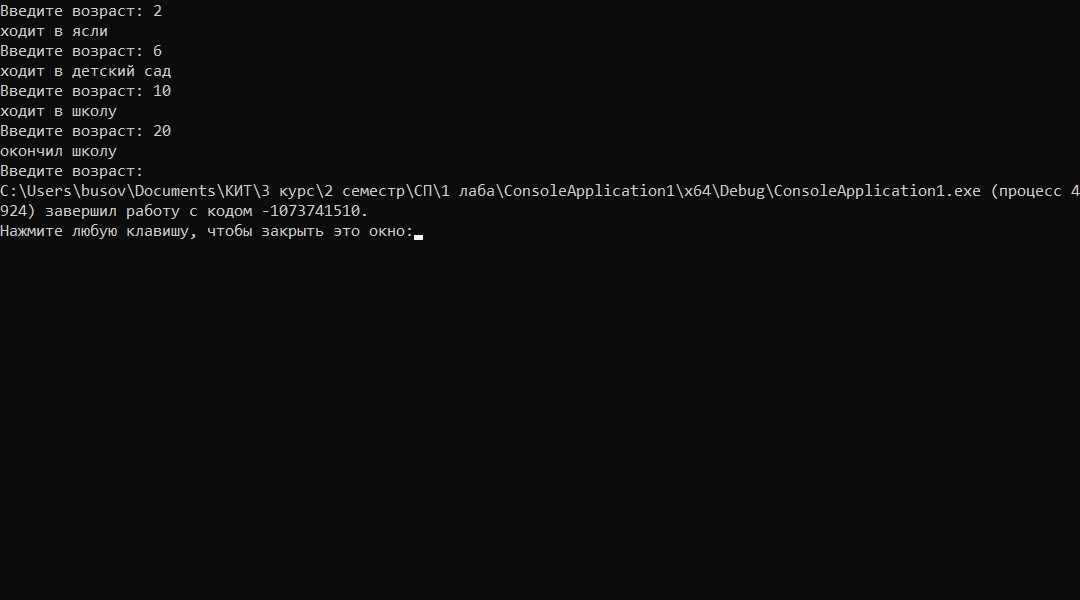 Введите возраст: 2
ходит в ясли
Введите возраст: 6
ходит в детский сад
Введите возраст: 10
ходит в школу
Введите возраст: 20
окончил школу
Введите возраст:
C:\Users\busov\Documents\КИТ\3 курс\2 семестр\СП\1 лаба\ConsoleApplication1\x64\Debug\ConsoleApplication1.exe (процесс 4
924) завершил работу с кодом -1073741510.
Нажмите любую клавишу, чтобы закрыть это окно: